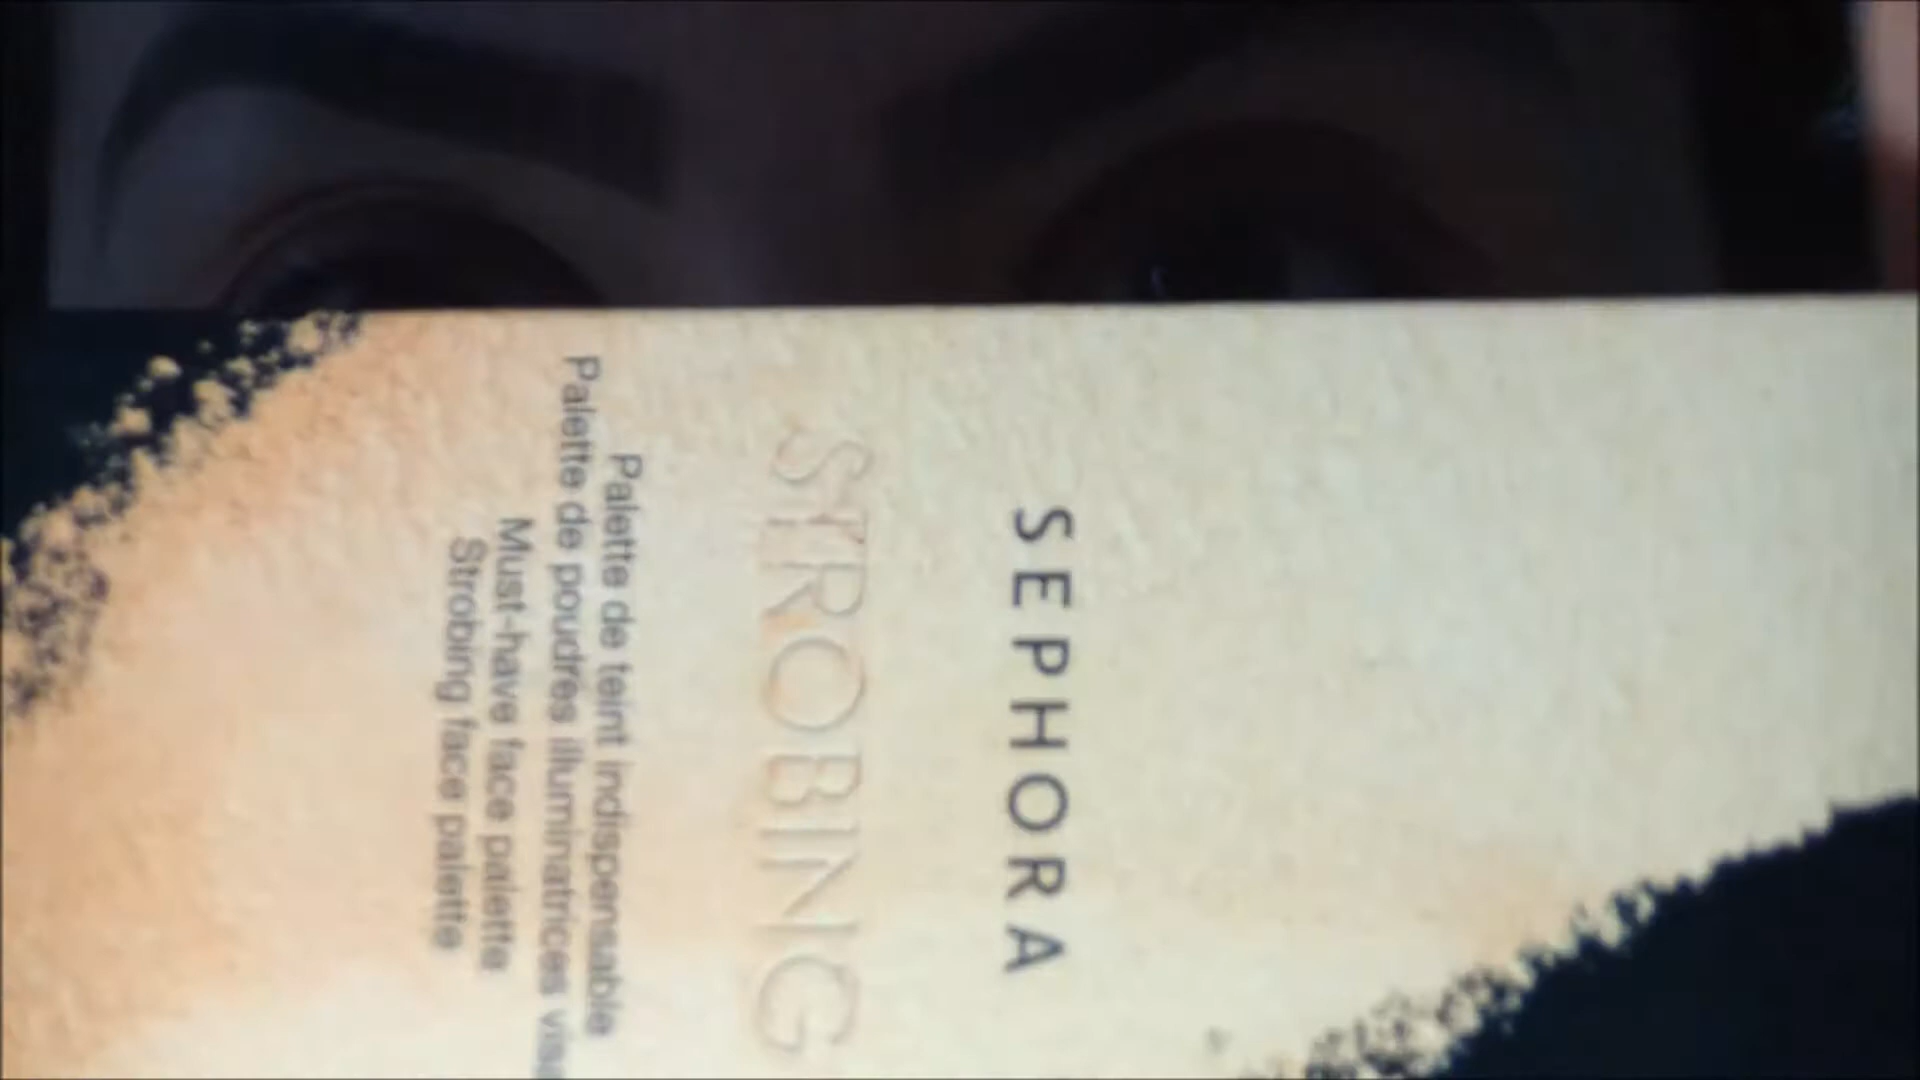 SEPHORA
STROBING
Palette de teint indispensable
Palette de poudres illuminatrices
Must-have face palette
Strobing face palette